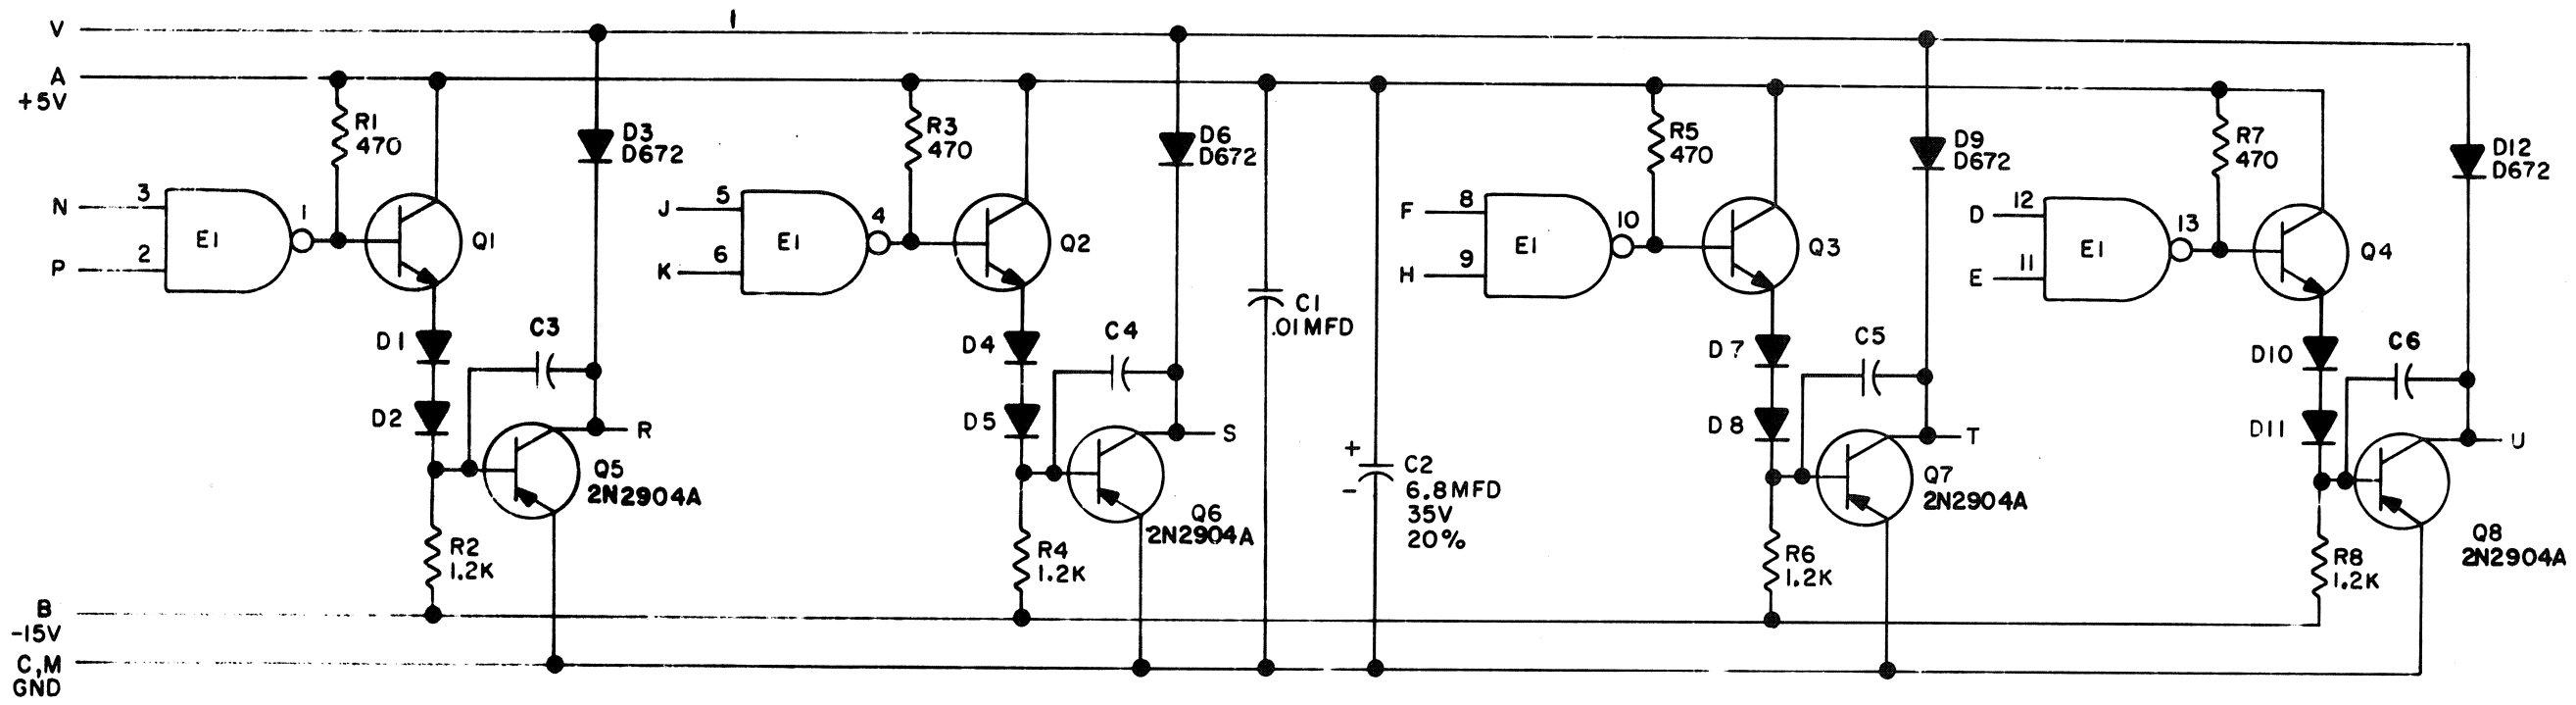 V
A
+5V
R1
470
D3
D672
R3
470
D6
D672
R5
470
D9
D672
R7
470
D12
D672
N
3
P
2
E1
1
Q1
J
5
K
6
E1
4
Q2
F
8
H
9
E1
10
Q3
D
12
E
11
E1
13
Q4
D1
D2
C3
R
Q5
2N2904A
R2
1.2K
D4
D5
C4
S
Q6
2N2904A
R4
1.2K
C1
.01MFD
+
-
C2
6.8MFD
35V
20%
D7
D8
C5
T
Q7
2N2904A
R6
1.2K
D10
D11
C6
U
Q8
2N2904A
R8
1.2K
B
-15V
C,M
GND